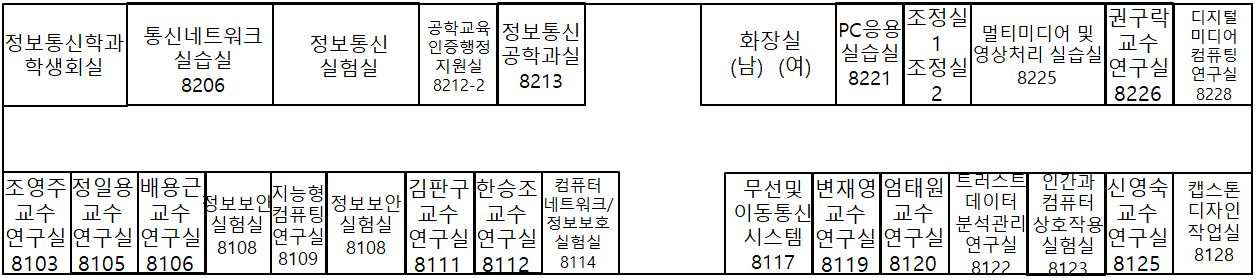 정보통신학과
학생회실
통신네트워크
실습실
8206
정보통신
실험실
공학교육
인증행정
지원실
8212-2
정보통신
공학과실
8213
화장실
(남) (여)
PC응용
실습실
8221
조정실
1
조정실
2
멀티미디어 및
영상처리 실습실
8225
권구락
교수
연구실
8226
디지털
미디어
컴퓨팅
연구실
8228
조영주
교수
연구실
8103
정일용
교수
연구실
8105
배용근
교수
연구실
8106
정보보안
실험실
8108
지능형
컴퓨팅
연구실
8109
정보보안
실험실
8108
김판구
교수
연구실
8111
한승조
교수
연구실
8112
컴퓨터
네트워크/
정보보호
실험실
8114
무선및
이동통신
시스템
8117
변재영
교수
연구실
8119
엄태원
교수
연구실
8120
트러스트
데이터
분석관리
연구실
8122
인간과
컴퓨터
상호작용
실험실
8123
신영숙
교수
연구실
8125
캡스톤
디자인
작업실
8128